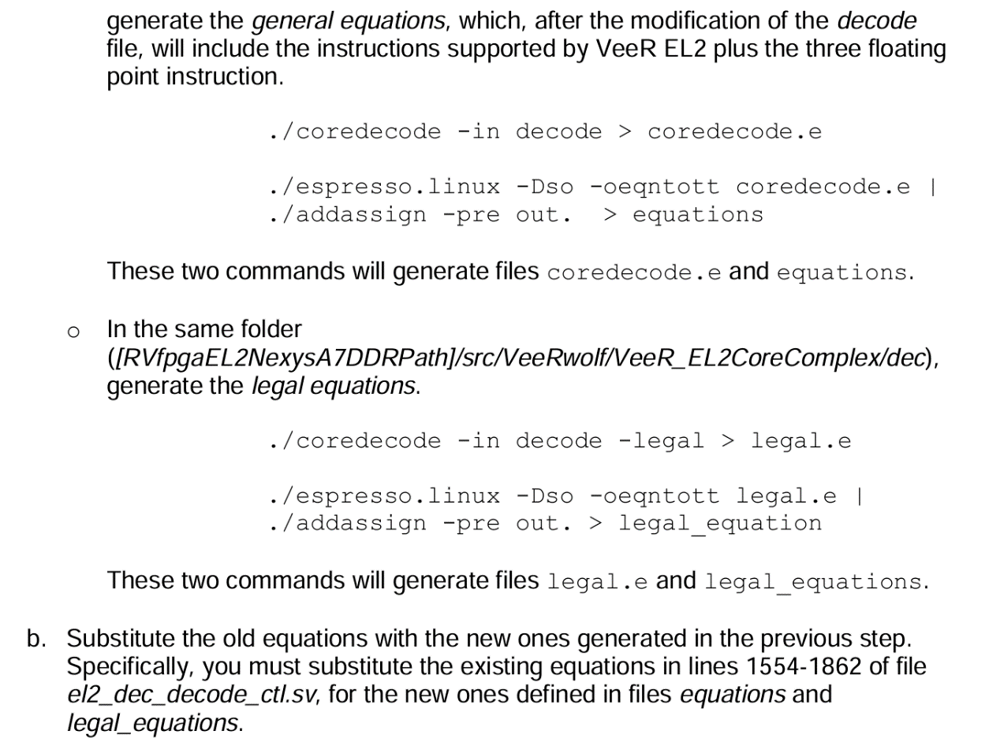 generate the general equations, which, after the modification of the decode
file, will include the instructions supported by VeeR EL2 plus the three floating
point instruction.
./coredecode -in decode > coredecode.e
./espresso.linux -Dso -oeqntott coredecode.e |
./addassign -pre out.  > equations
These two commands will generate files coredecode.e and equations.
o In the same folder
([RVfpgaEL2NexysA7DDRPath]/src/VeeRwolf/VeeR_EL2CoreComplex/dec),
generate the legal equations.
./coredecode -in decode -legal > legal.e
./espresso.linux -Dso -oeqntott legal.e |
./addassign -pre out. > legal_equation
These two commands will generate files legal.e and legal_equations.
b. Substitute the old equations with the new ones generated in the previous step.
Specifically, you must substitute the existing equations in lines 1554-1862 of file
el2_dec_decode_ctl.sv, for the new ones defined in files equations and
legal_equations.